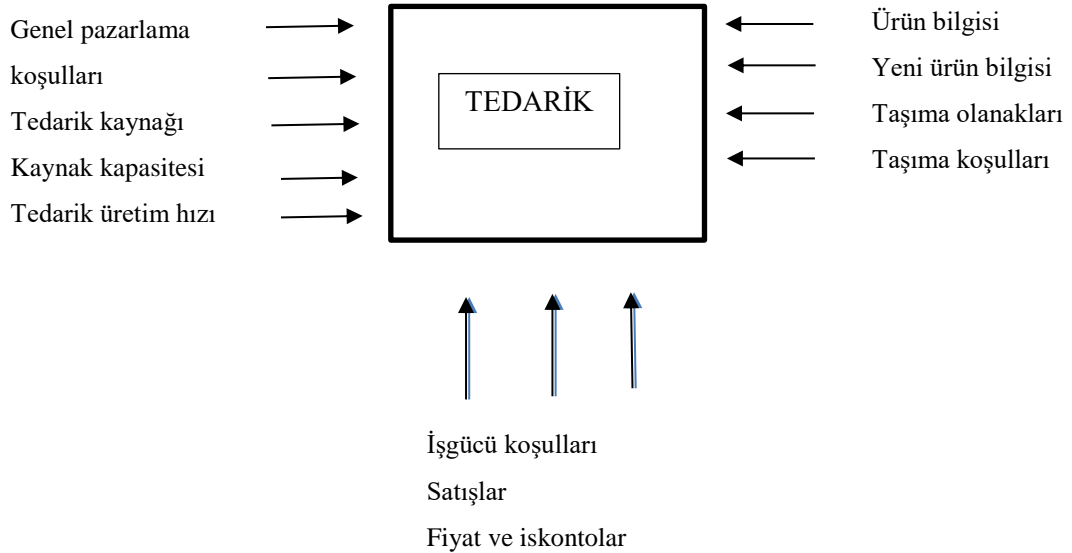 Genel pazarlama
koşulları
Tedarik kaynağı
Kaynak kapasitesi
Tedarik üretim hızı
TEDARİK
Ürün bilgisi
Yeni ürün bilgisi
Taşıma olanakları
Taşıma koşulları
İşgücü koşulları
Satışlar
Fiyat ve iskontolar